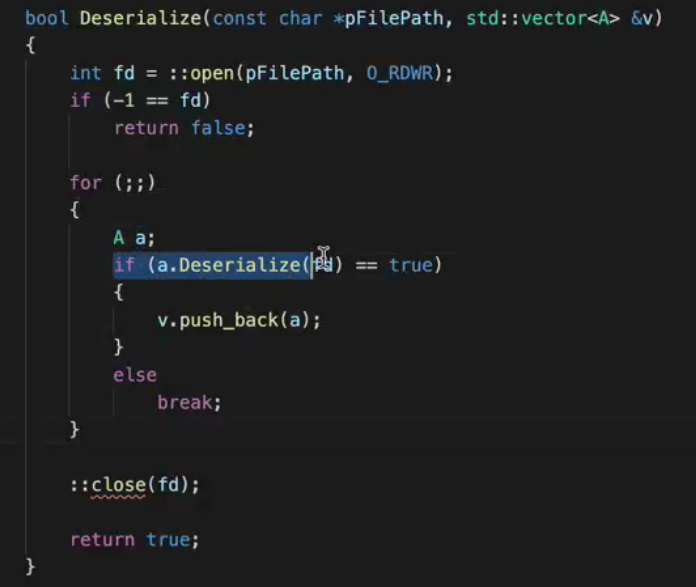 bool Deserialize(const char *pFilePath, std::vector<A> &v)
{
    int fd = ::open(pFilePath, O_RDWR);
    if (-1 == fd)
        return false;

    for (;;)
    {
        A a;
        if (a.Deserialize(fd) == true)
        {
            v.push_back(a);
        }
        else
            break;
    }

    ::close(fd);

    return true;
}